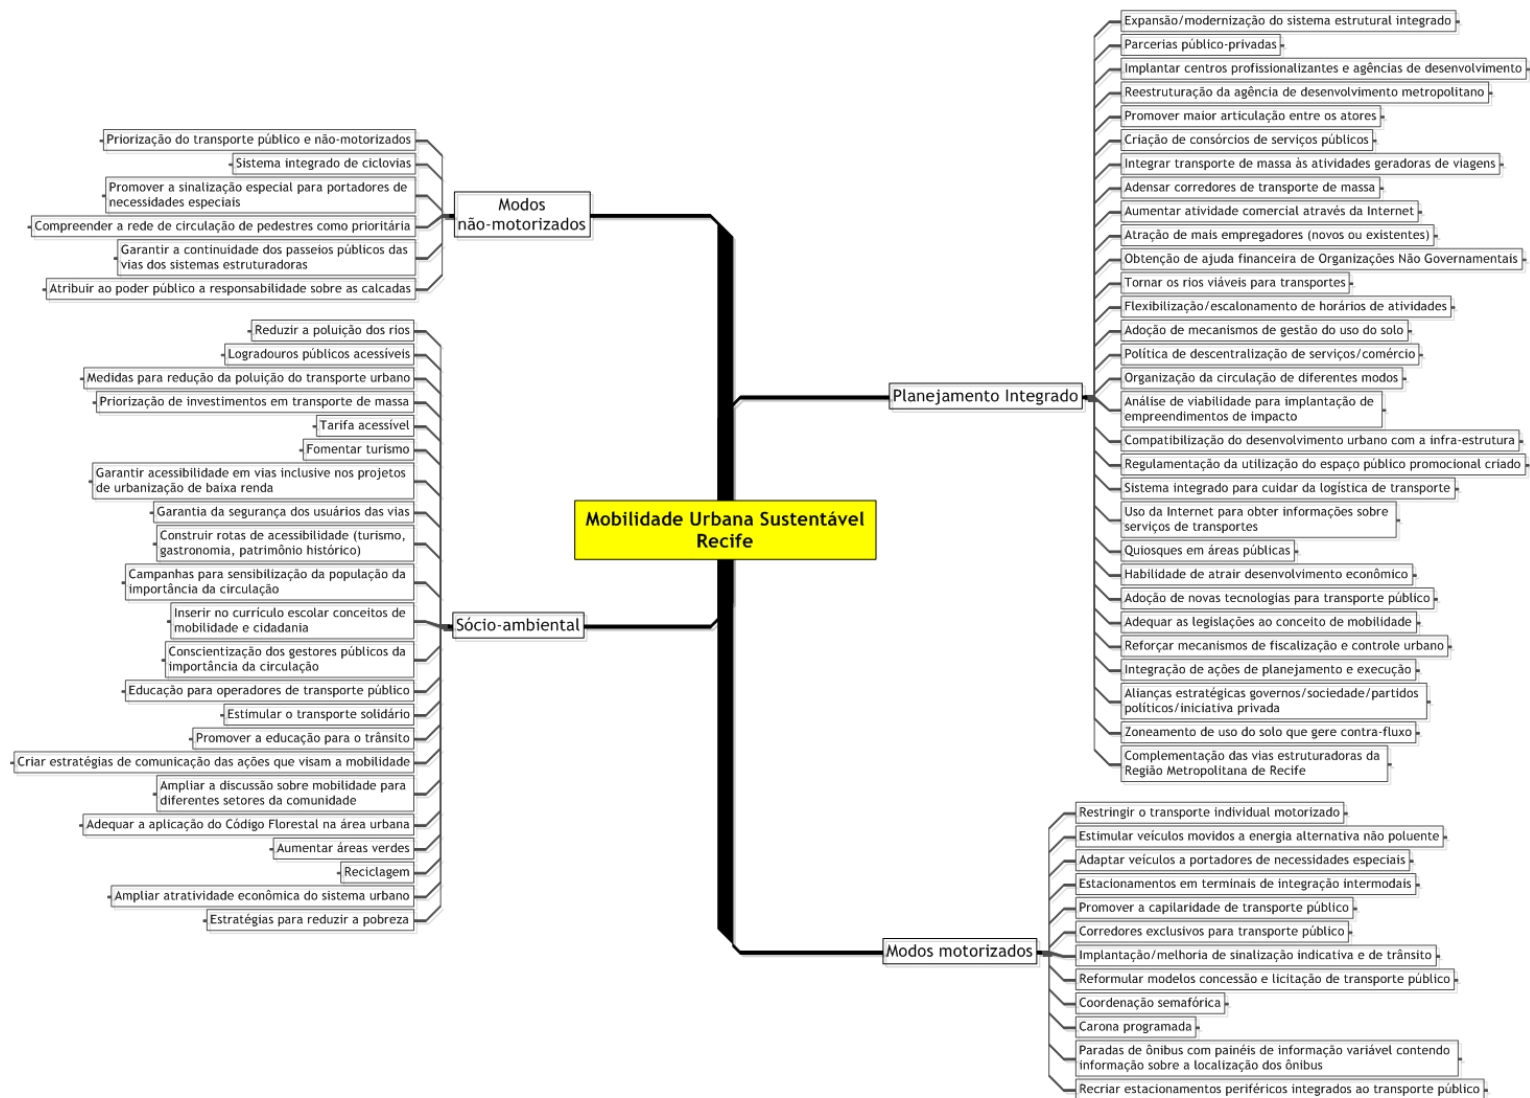 Mobilidade Urbana Sustentável
Recife
Modos
não-motorizados
Priorização do transporte público e não-motorizados
Sistema integrado de ciclovias
Promover a sinalização especial para portadores de
necessidades especiais
Compreender a rede de circulação de pedestres como prioritária
Garantir a continuidade dos passeios públicos das
vias dos sistemas estruturadoras
Atribuir ao poder público a responsabilidade sobre as calcadas
Sócio-ambiental
Reduzir a poluição dos rios
Logradouros públicos acessíveis
Medidas para redução da poluição do transporte urbano
Priorização de investimentos em transporte de massa
Tarifa acessível
Fomentar turismo
Garantir acessibilidade em vias inclusive nos projetos
de urbanização de baixa renda
Garantia da segurança dos usuários das vias
Construir rotas de acessibilidade (turismo,
gastronomia, patrimônio histórico)
Campanhas para sensibilização da população da
importância da circulação
Inserir no currículo escolar conceitos de
mobilidade e cidadania
Conscientização dos gestores públicos da
importância da circulação
Educação para operadores de transporte público
Estimular o transporte solidário
Promover a educação para o trânsito
Criar estratégias de comunicação das ações que visam a mobilidade
Ampliar a discussão sobre mobilidade para
diferentes setores da comunidade
Adequar a aplicação do Código Florestal na área urbana
Aumentar áreas verdes
Reciclagem
Ampliar atratividade econômica do sistema urbano
Estratégias para reduzir a pobreza
Planejamento Integrado
Expansão/modernização do sistema estrutural integrado
Parcerias público-privadas
Implantar centros profissionalizantes e agências de desenvolvimento
Reestruturação da agência de desenvolvimento metropolitano
Promover maior articulação entre os atores
Criação de consórcios de serviços públicos
Integrar transporte de massa às atividades geradoras de viagens
Adensar corredores de transporte de massa
Aumentar atividade comercial através da Internet
Atração de mais empregadores (novos ou existentes)
Obtenção de ajuda financeira de Organizações Não Governamentais
Tornar os rios viáveis para transportes
Flexibilização/escalonamento de horários de atividades
Adoção de mecanismos de gestão do uso do solo
Política de descentralização de serviços/comércio
Organização da circulação de diferentes modos
Análise de viabilidade para implantação de
empreendimentos de impacto
Compatibilização do desenvolvimento urbano com a infra-estrutura
Regulamentação da utilização do espaço público promocional criado
Sistema integrado para cuidar da logística de transporte
Uso da Internet para obter informações sobre
serviços de transportes
Quiosques em áreas públicas
Habilidade de atrair desenvolvimento econômico
Adoção de novas tecnologias para transporte público
Adequar as legislações ao conceito de mobilidade
Reforçar mecanismos de fiscalização e controle urbano
Integração de ações de planejamento e execução
Alianças estratégicas governos/sociedade/partidos
políticos/iniciativa privada
Zoneamento de uso do solo que gere contra-fluxo
Complementação das vias estruturadoras da
Região Metropolitana de Recife
Modos motorizados
Restringir o transporte individual motorizado
Estimular veículos movidos a energia alternativa não poluente
Adaptar veículos a portadores de necessidades especiais
Estacionamentos em terminais de integração intermodais
Promover a capilaridade de transporte público
Corredores exclusivos para transporte público
Implantação/melhoria de sinalização indicativa e de trânsito
Reformular modelos concessão e licitação de transporte público
Coordenação semafórica
Carona programada
Paradas de ônibus com painéis de informação variável contendo
informação sobre a localização dos ônibus
Recriar estacionamentos periféricos integrados ao transporte público